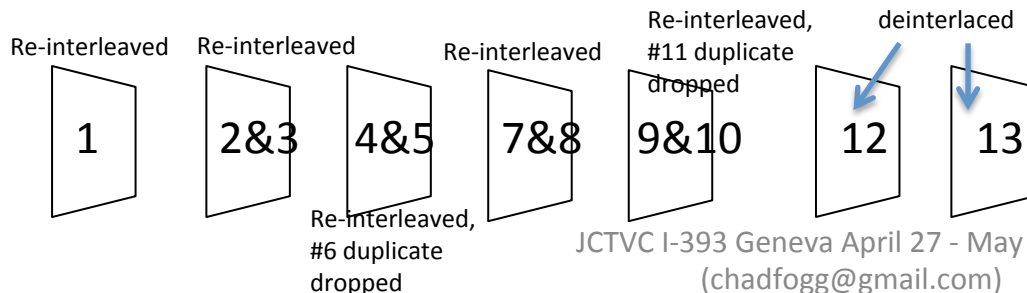 Re-interleaved,
#11 duplicate
dropped
deinterlaced
Re-interleaved
Re-interleaved
Re-interleaved
1
2&3
4&5
7&8
9&10
12
13
Re-interleaved,
#6 duplicate
dropped
JCTVC I-393 Geneva April 27 - May
(chadfogg@gmail.com)